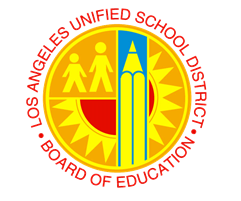 LOS ANGELES UNIFIED SCHOOL DISTRICT
• BOARD OF EDUCATION •